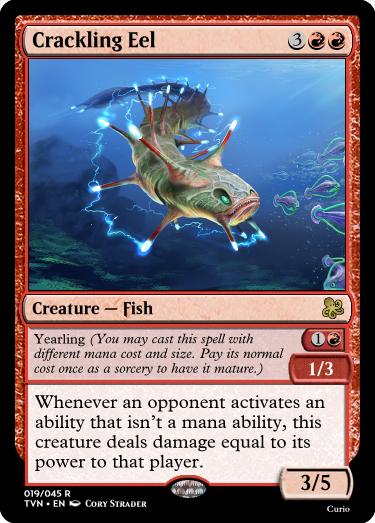 Crackling Eel 3
Creature — Fish
Yearling (You may cast this spell with
different mana cost and size. Pay its normal
cost once as a sorcery to have it mature.)
1
1/3
Whenever an opponent activates an
ability that isn't a mana ability, this
creature deals damage equal to its
power to that player.
3/5
019/045 R
TVN • EN CORY STRADER
Curio